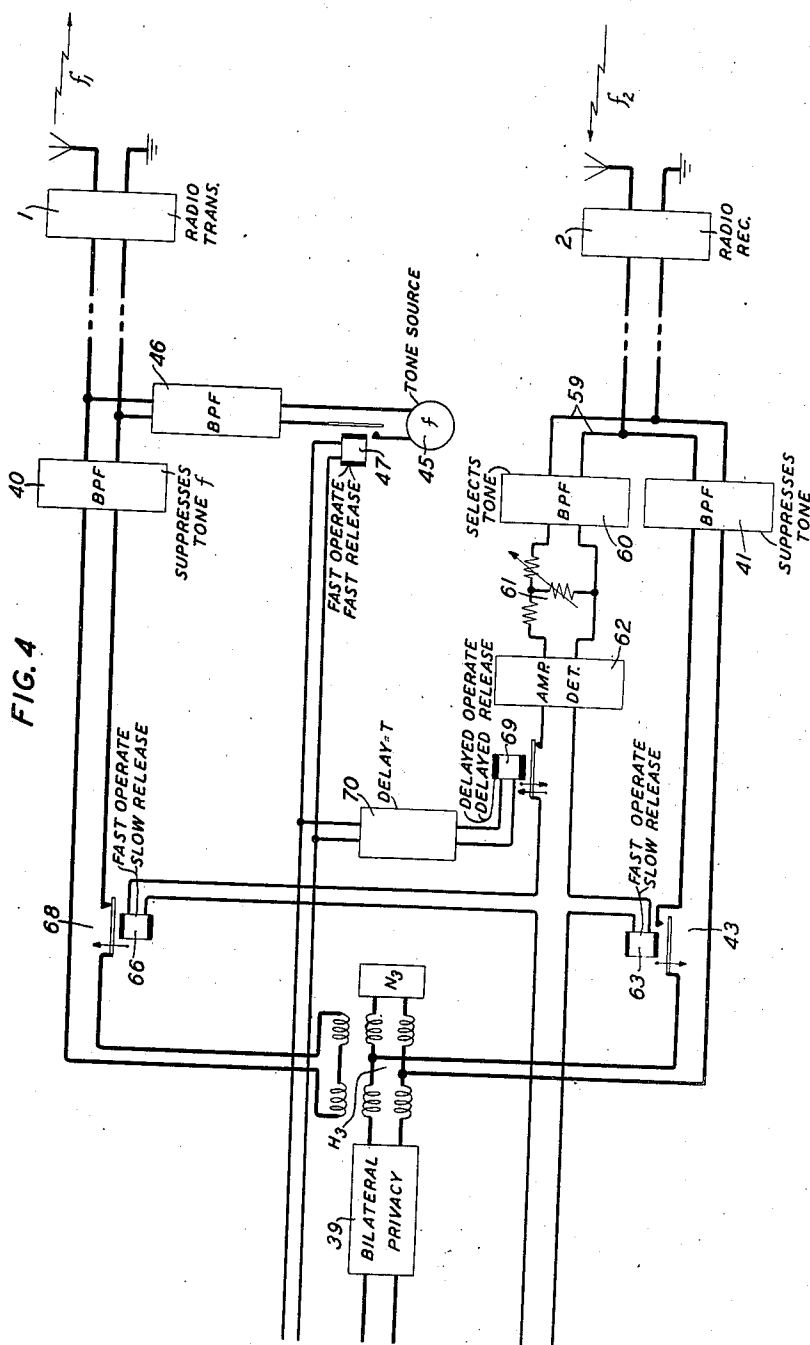 FIG. 4
f1
1
RADIO
TRANS.
40
BPF
SUPPRESSES
TONE f
46
BPF
TONE SOURCE
f
45
47
FAST OPERATE
FAST RELEASE
68
FAST OPERATE
SLOW RELEASE
66
70
DELAY=T
DELAYED OPERATE
DELAYED RELEASE
69
N3
H3
39
BILATERAL
PRIVACY
AMP.
DET.
62
61
SELECTS
TONE
BPF
60
59
f2
2
RADIO
REC.
BPF
41
SUPPRESSES
TONE
FAST OPERATE
SLOW RELEASE
63
43